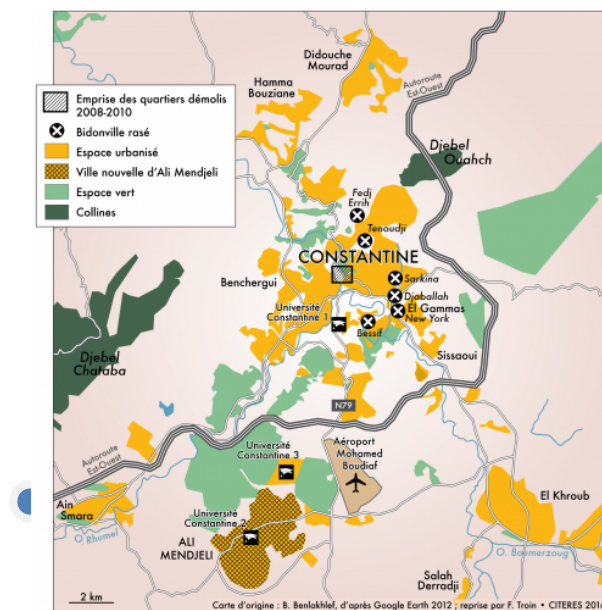 Didouche
Mourad
Hamma
Bouziane
Autoroute
Est-Ouest
Emprise des quartiers démolis
2008-2010
Bidonville rasé
Espace urbanisé
Ville nouvelle d'Ali Mendjeli
Espace vert
Collines
Djebel
Ouahch
Fedj
Errih
Tenoudji
CONSTANTINE
Sarkina
Benchergui
Djaballah
Université
Constantine 1
El Gammas
New York
Bessif
Sissaoui
Djebel
Chataba
N79
Autoroute
Est-Ouest
Université
Constantine 3
Aéroport
Mohamed
Boudiaf
Ain
Smara
El Khroub
Université
Constantine 2
O. Rhumel
ALI
MENDJELI
O. Boumerzoug
Salah
Derradji
2 km
Carte d'origine : B. Benlakhlef, d'après Google Earth 2012 ; reprise par F. Troin • CITERES 201